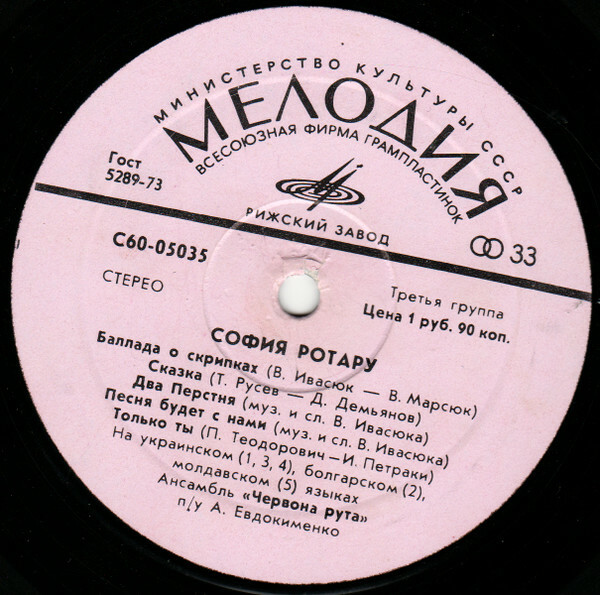 МИНИСТЕРСТВО КУЛЬТУРЫ СССР
МЕЛОДИЯ
ВСЕСОЮЗНАЯ ФИРМА ГРАМПЛАСТИНОК
Гост
5289-73
РИЖСКИЙ ЗАВОД
33
С60-05035
СТЕРЕО
Третья группа
Цена 1 руб. 90 коп.
СОФИЯ РОТАРУ
Баллада о скрипках (В. Ивасюк — В. Марсюк)
Сказка (Т. Русев — Д. Демьянов)
Два Перстня (муз. и сл. В. Ивасюка)
Песня будет с нами (муз. и сл. В. Ивасюка)
Только ты (П. Теодорович — И. Петраки)
На украинском (1, 3, 4), болгарском (2),
молдавском (5) языках
Ансамбль «Червона рута»
п/у А. Евдокименко